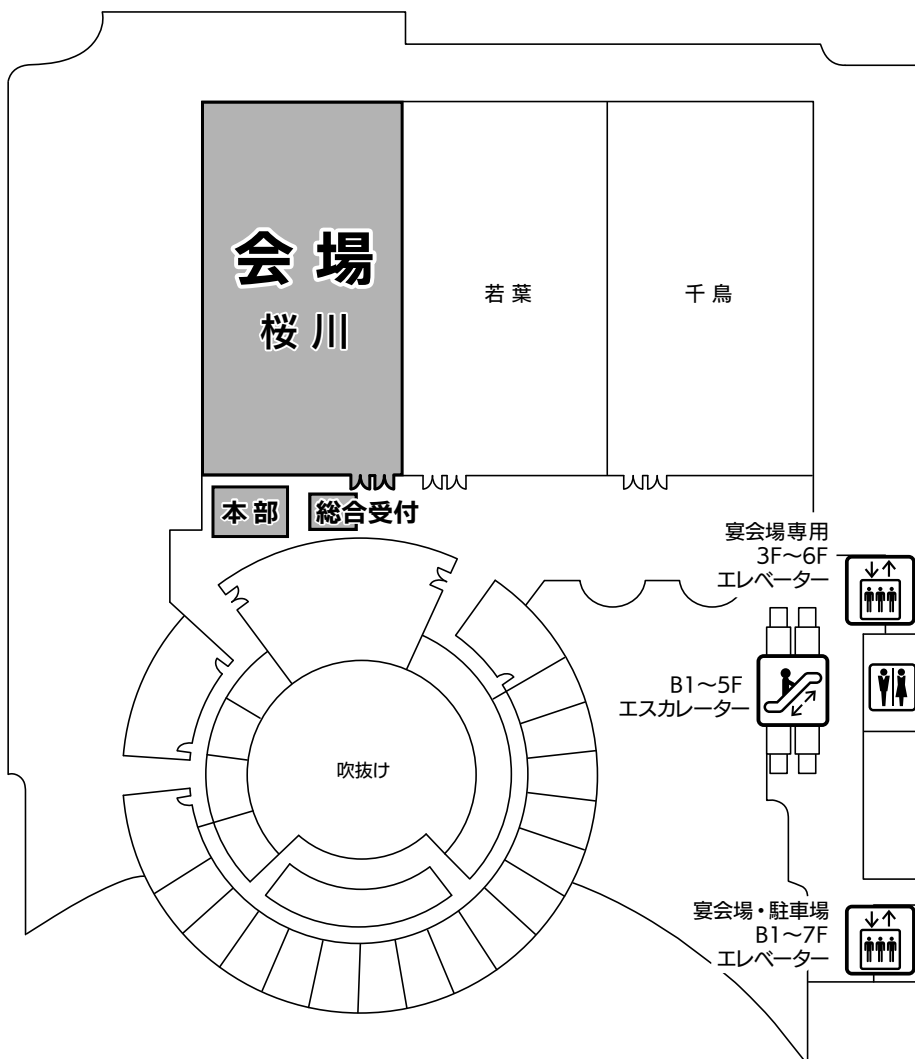 会場
桜川
若葉
千鳥
本部
総合受付
宴会場専用
3F〜6F
エレベーター
B1〜5F
エスカレーター
吹抜け
宴会場・駐車場
B1〜7F
エレベーター